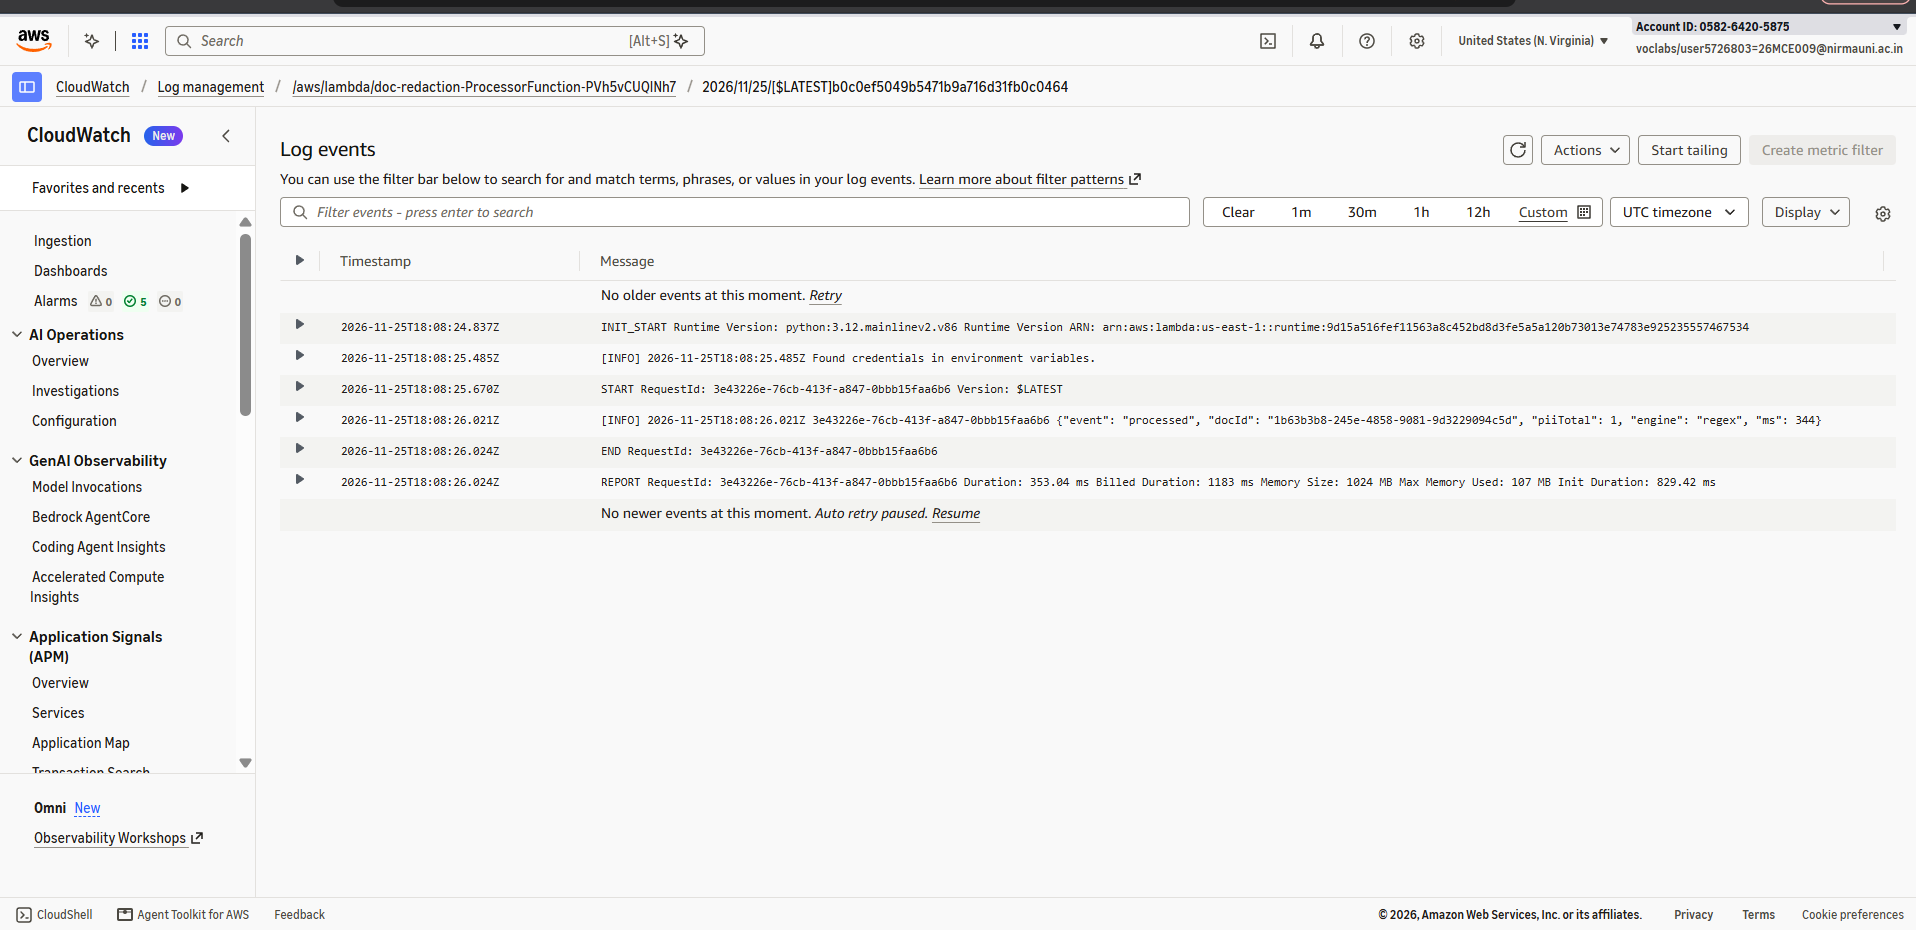 aws
Search [Alt+S]
United States (N. Virginia)
Account ID: 0582-6420-5875
voclabs/user5726803=26MCE009@nirmauni.ac.in
CloudWatch / Log management / /aws/lambda/doc-redaction-ProcessorFunction-PVh5vCUQINh7 / 2026/11/25/[$LATEST]b0c0ef5049b5471b9a716d31fb0c0464
CloudWatch New
Favorites and recents
Ingestion
Dashboards
Alarms 0 5 0
AI Operations
Overview
Investigations
Configuration
GenAI Observability
Model Invocations
Bedrock AgentCore
Coding Agent Insights
Accelerated Compute
Insights
Application Signals
(APM)
Overview
Services
Application Map
Transaction Search
Omni New
Observability Workshops
Log events
Actions
Start tailing
Create metric filter
You can use the filter bar below to search for and match terms, phrases, or values in your log events. Learn more about filter patterns
Filter events - press enter to search
Clear 1m 30m 1h 12h Custom
UTC timezone
Display
Timestamp Message
No older events at this moment. Retry
2026-11-25T18:08:24.837Z INIT_START Runtime Version: python:3.12.mainlinev2.v86 Runtime Version ARN: arn:aws:lambda:us-east-1::runtime:9d15a516fef11563a8c452bd8d3fe5a5a120b73013e74783e925235557467534
2026-11-25T18:08:25.485Z [INFO] 2026-11-25T18:08:25.485Z Found credentials in environment variables.
2026-11-25T18:08:25.670Z START RequestId: 3e43226e-76cb-413f-a847-0bbb15faa6b6 Version: $LATEST
2026-11-25T18:08:26.021Z [INFO] 2026-11-25T18:08:26.021Z 3e43226e-76cb-413f-a847-0bbb15faa6b6 {"event": "processed", "docId": "1b63b3b8-245e-4858-9081-9d3229094c5d", "piiTotal": 1, "engine": "regex", "ms": 344}
2026-11-25T18:08:26.024Z END RequestId: 3e43226e-76cb-413f-a847-0bbb15faa6b6
2026-11-25T18:08:26.024Z REPORT RequestId: 3e43226e-76cb-413f-a847-0bbb15faa6b6 Duration: 353.04 ms Billed Duration: 1183 ms Memory Size: 1024 MB Max Memory Used: 107 MB Init Duration: 829.42 ms
No newer events at this moment. Auto retry paused. Resume
CloudShell
Agent Toolkit for AWS
Feedback
© 2026, Amazon Web Services, Inc. or its affiliates.
Privacy
Terms
Cookie preferences